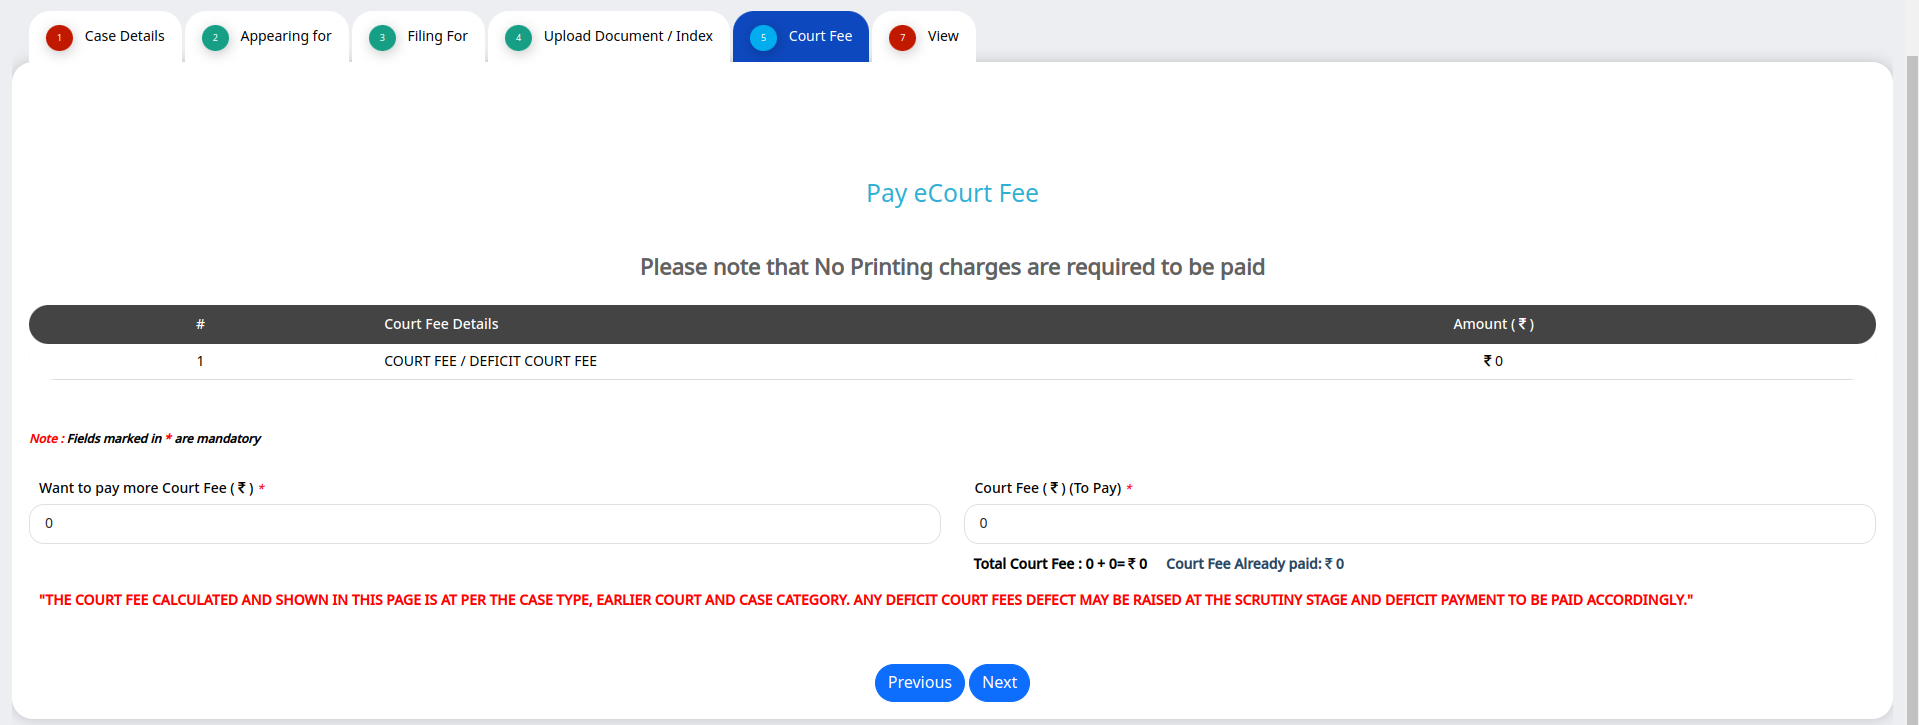 1 Case Details 2 Appearing for 3 Filing For 4 Upload Document / Index 5 Court Fee 7 View
Pay eCourt Fee
Please note that No Printing charges are required to be paid
# Court Fee Details Amount ( ₹ )
1 COURT FEE / DEFICIT COURT FEE ₹ 0
Note : Fields marked in * are mandatory
Want to pay more Court Fee ( ₹ ) * Court Fee ( ₹ ) (To Pay) *
0 0
Total Court Fee : 0 + 0= ₹ 0 Court Fee Already paid: ₹ 0
"THE COURT FEE CALCULATED AND SHOWN IN THIS PAGE IS AT PER THE CASE TYPE, EARLIER COURT AND CASE CATEGORY. ANY DEFICIT COURT FEES DEFECT MAY BE RAISED AT THE SCRUTINY STAGE AND DEFICIT PAYMENT TO BE PAID ACCORDINGLY."
Previous Next